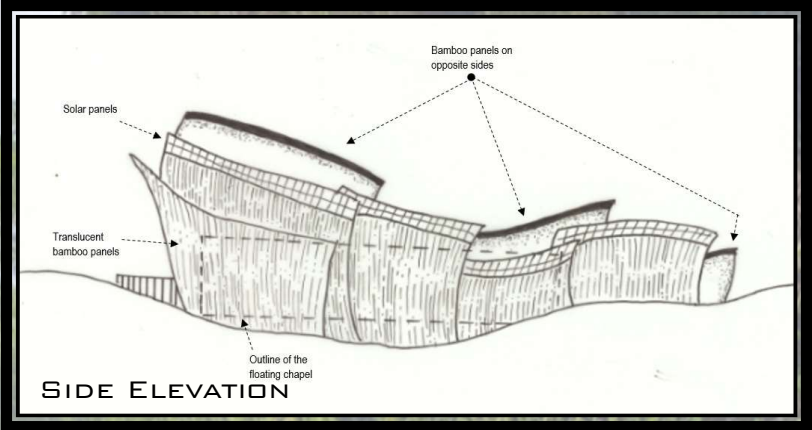 Bamboo panels on
opposite sides
Solar panels
Translucent
bamboo panels
Outline of the
floating chapel
SIDE ELEVATION